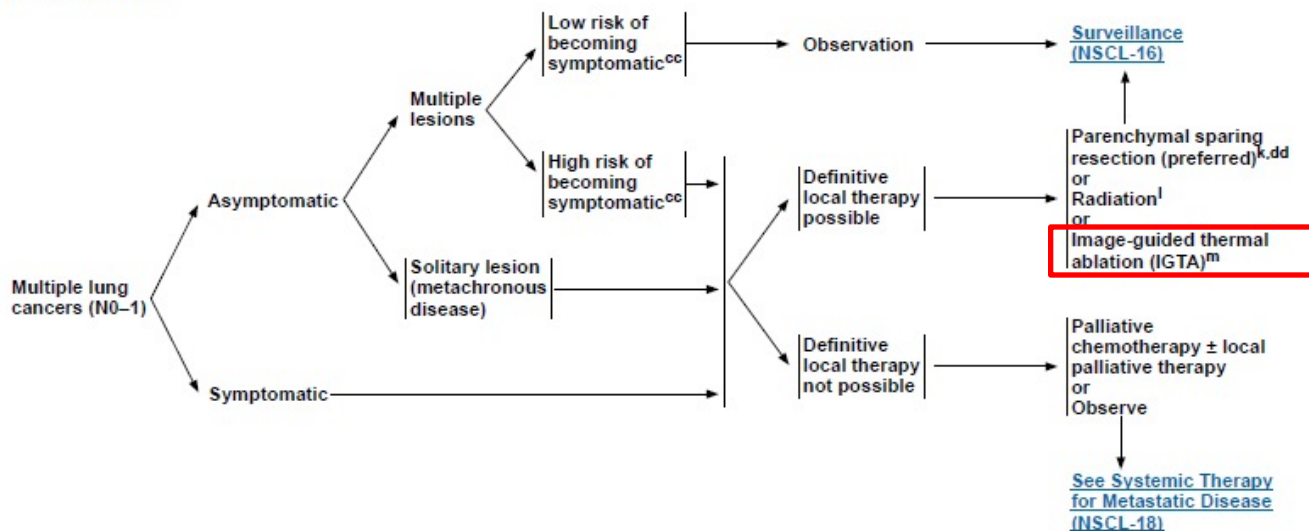 Multiple lung
cancers (N0–1)
Asymptomatic
Symptomatic
Multiple
lesions
Solitary lesion
(metachronous
disease)
Low risk of
becoming
symptomatic^cc
High risk of
becoming
symptomatic^cc
Observation
Surveillance
(NSCL-16)
Definitive
local therapy
possible
Parenchymal sparing
resection (preferred)^k,dd
or
Radiation^l
or
Image-guided thermal
ablation (IGTA)^m
Definitive
local therapy
not possible
Palliative
chemotherapy ± local
palliative therapy
or
Observe
See Systemic Therapy
for Metastatic Disease
(NSCL-18)